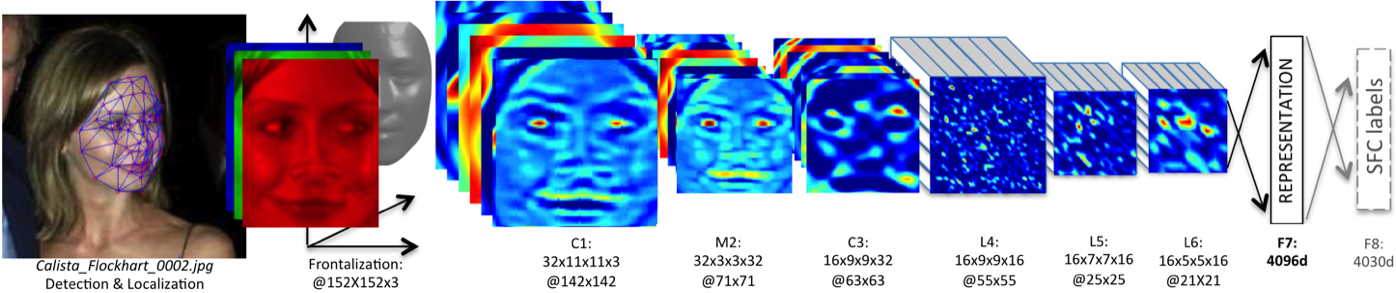 Calista_Flockhart_0002.jpg
Detection & Localization
Frontalization:
@152X152x3
C1:
32x11x11x3
@142x142
M2:
32x3x3x32
@71x71
C3:
16x9x9x32
@63x63
L4:
16x9x9x16
@55x55
L5:
16x7x7x16
@25x25
L6:
16x5x5x16
@21X21
REPRESENTATION
F7:
4096d
SFC labels
F8:
4030d